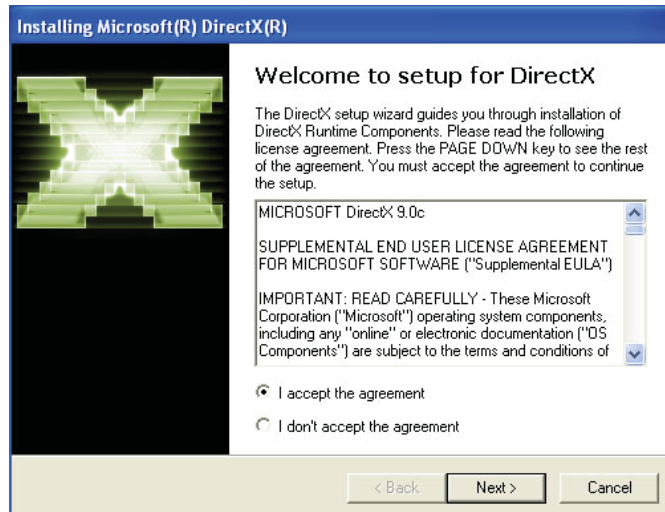 Installing Microsoft(R) DirectX(R)
Welcome to setup for DirectX
The DirectX setup wizard guides you through installation of
DirectX Runtime Components. Please read the following
license agreement. Press the PAGE DOWN key to see the rest
of the agreement. You must accept the agreement to continue
the setup.
MICROSOFT DirectX 9.0c
SUPPLEMENTAL END USER LICENSE AGREEMENT
FOR MICROSOFT SOFTWARE ("Supplemental EULA")
IMPORTANT: READ CAREFULLY - These Microsoft
Corporation ("Microsoft") operating system components,
including any "online" or electronic documentation ("OS
Components") are subject to the terms and conditions of
I accept the agreement
I don't accept the agreement
< Back Next > Cancel